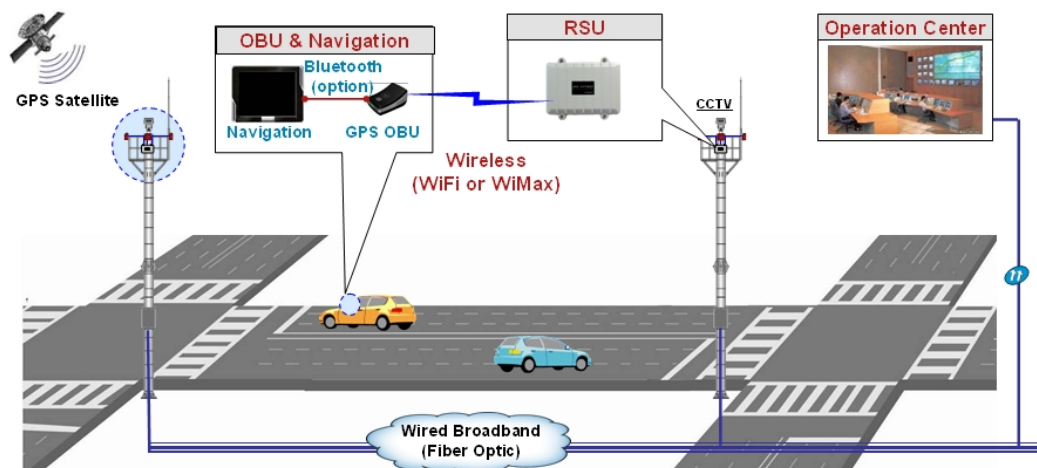 GPS Satellite
OBU & Navigation
Bluetooth
(option)
Navigation
GPS OBU
RSU
Wireless
(WiFi or WiMax)
CCTV
Operation Center
Wired Broadband
(Fiber Optic)